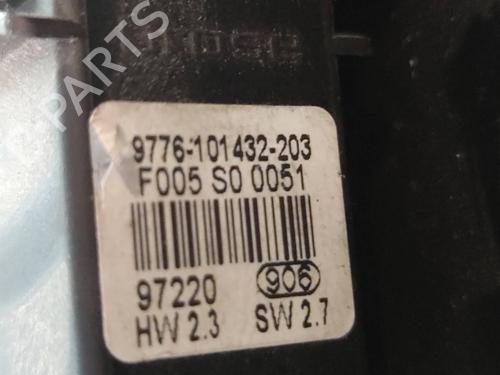 9776-101432-203
F005 S0 0051
97220 906
HW 2.3 SW 2.7
PARTS